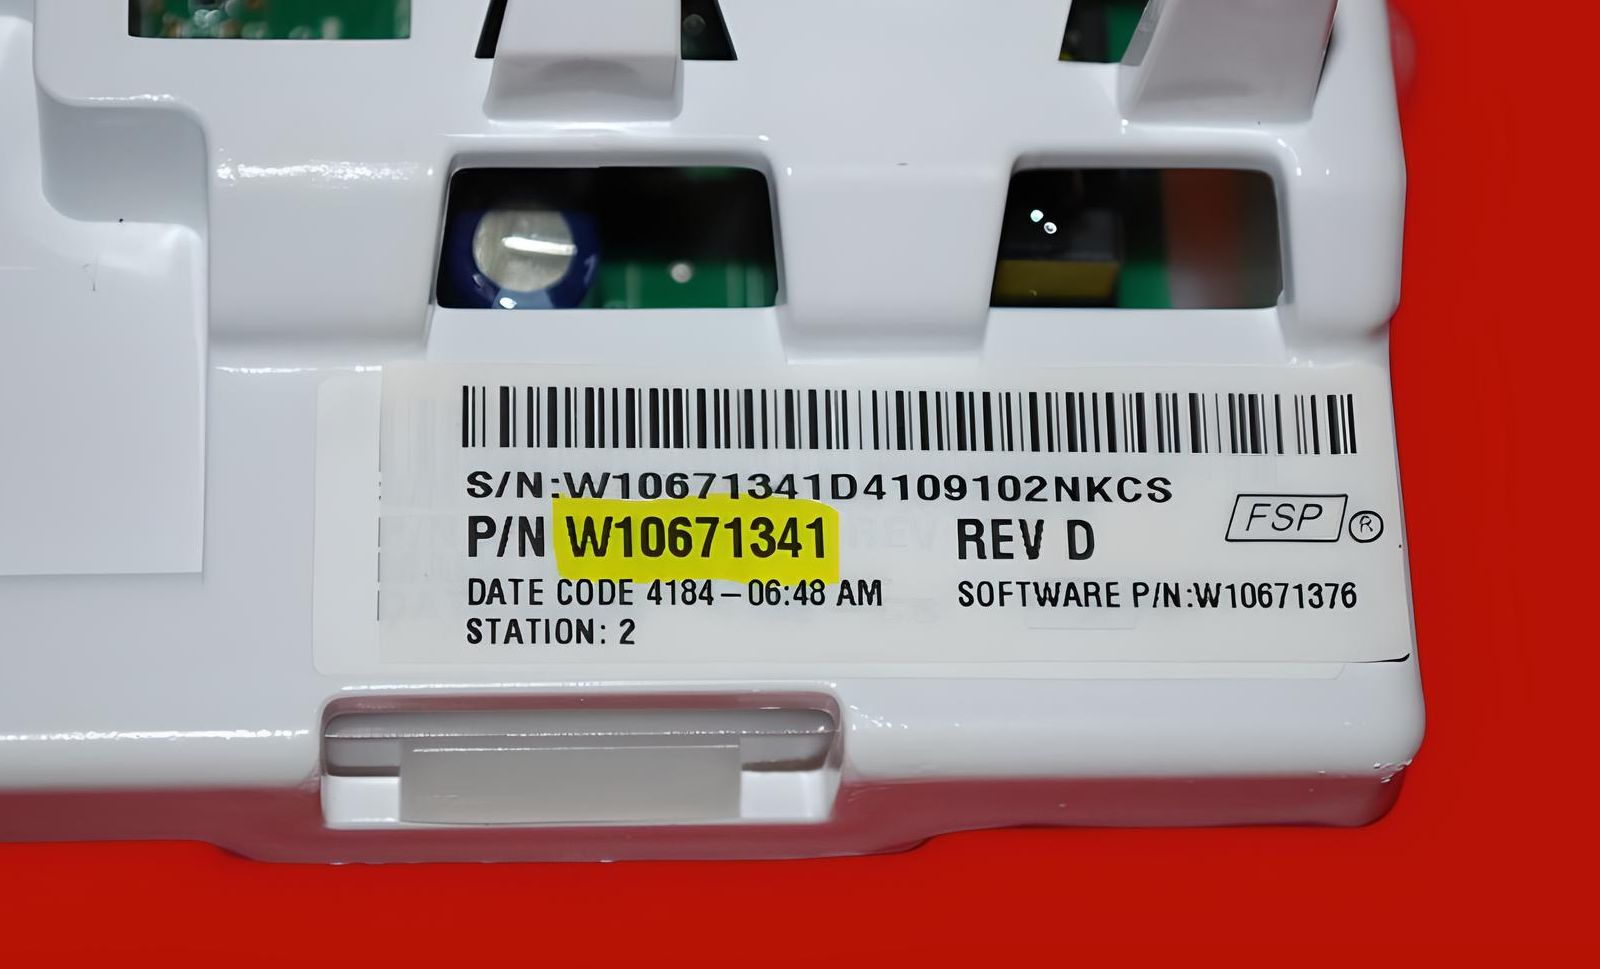 S/N:W10671341D4109102NKCS
P/N W10671341 REV D
FSP ®
DATE CODE 4184–06:48 AM SOFTWARE P/N:W10671376
STATION: 2